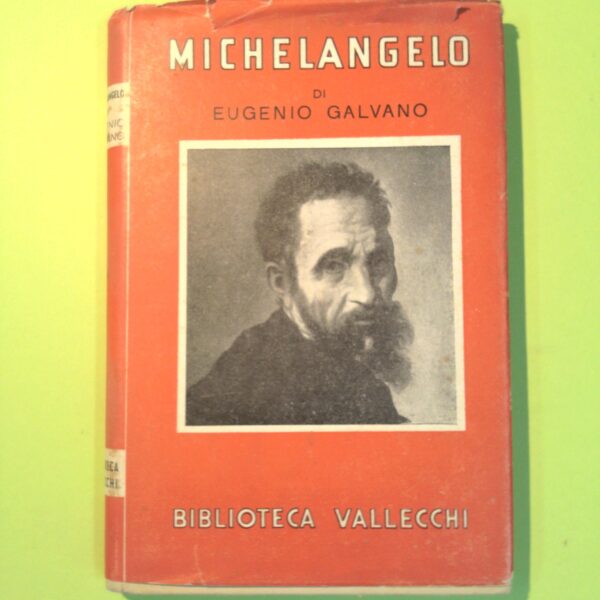 MICHELANGELO
DI
EUGENIO GALVANO
BIBLIOTECA VALLECCHI